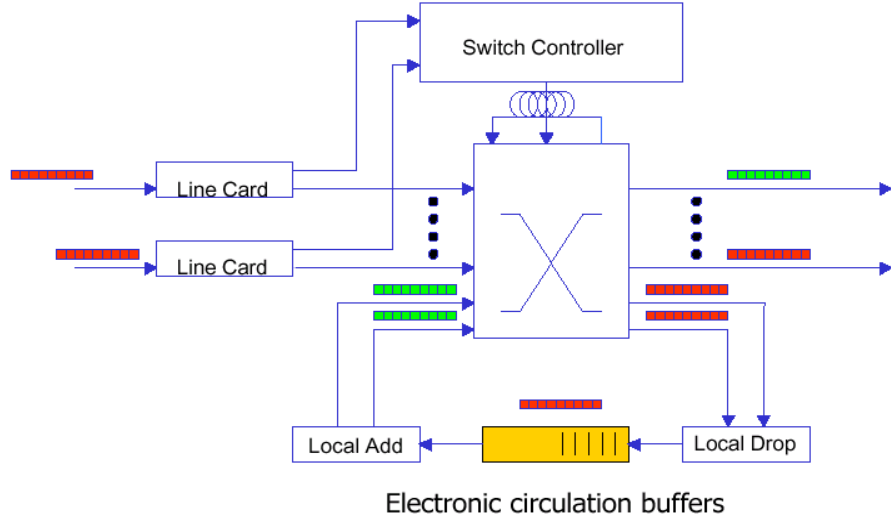 Switch Controller
Line Card
Line Card
Local Add
Local Drop
Electronic circulation buffers